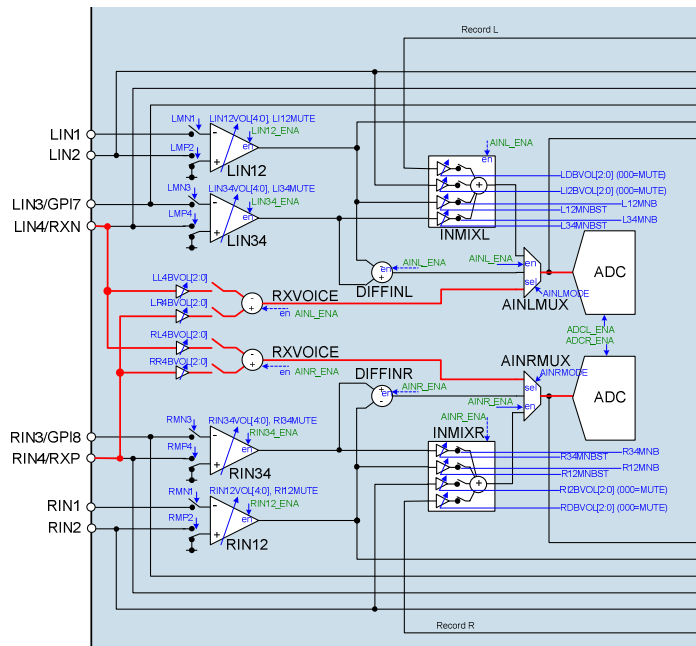 Record L
LMN1
LIN12VOL[4:0], LI12MUTE
LIN12_ENA
LIN1
-
en
AINL_ENA
LIN2
LMP2
+
LIN12
en
LMN3
LIN34VOL[4:0], LI34MUTE
LDBVOL[2:0] (000=MUTE)
LI2BVOL[2:0] (000=MUTE)
LIN34_ENA
+
L12MNB
LIN3/GPI7
-
en
L12MNBST
LMP4
L34MNB
LIN4/RXN
+
LIN34
INMIXL
L34MNBST
AINL_ENA
AINL_ENA
en
ADC
LL4BVOL[2:0]
-
+
DIFFINL
sel
AINLMODE
LR4BVOL[2:0]
-
+
RXVOICE
AINLMUX
en
AINL_ENA
ADCL_ENA
RL4BVOL[2:0]
ADCR_ENA
RXVOICE
AINRMUX
RR4BVOL[2:0]
-
+
en
AINR_ENA
DIFFINR
AINRMODE
sel
AINR_ENA
+
-
AINR_ENA
en
ADC
RMN3
RIN34VOL[4:0], RI34MUTE
AINR_ENA
RIN34_ENA
INMIXR
en
RIN3/GPI8
-
en
RMP4
R34MNB
RIN4/RXP
+
R34MNBST
RIN34
R12MNB
R12MNBST
RMN1
RIN12VOL[4:0], RI12MUTE
+
RI2BVOL[2:0] (000=MUTE)
RIN12_ENA
RIN1
-
RDBVOL[2:0] (000=MUTE)
RMP2
en
RIN2
+
RIN12
Record R